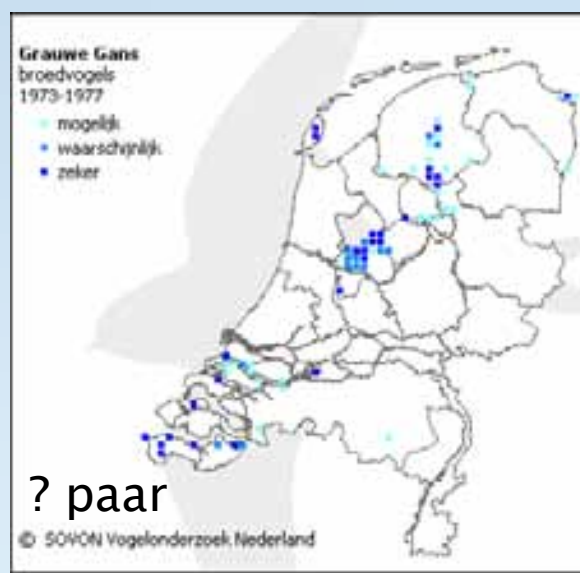 Grauwe Gans
broedvogels
1973-1977
mogelijk
waarschijnlijk
zeker
? paar
© SOVON Vogelonderzoek Nederland